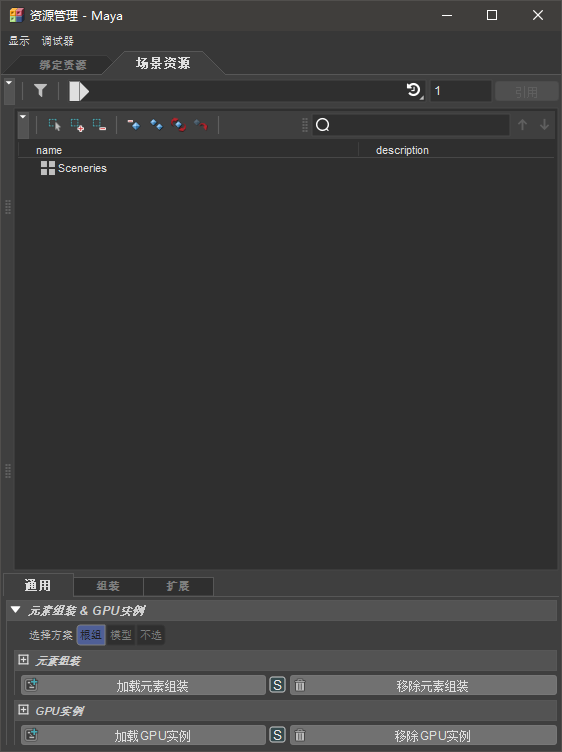 资源管理 - Maya
显示 调试器
绑定资源 场景资源
1 引用
name description
Sceneries
通用 组装 扩展
元素组装 & GPU实例
选择方案 根组 模型 不选
元素组装
加载元素组装 S 移除元素组装
GPU实例
加载GPU实例 S 移除GPU实例